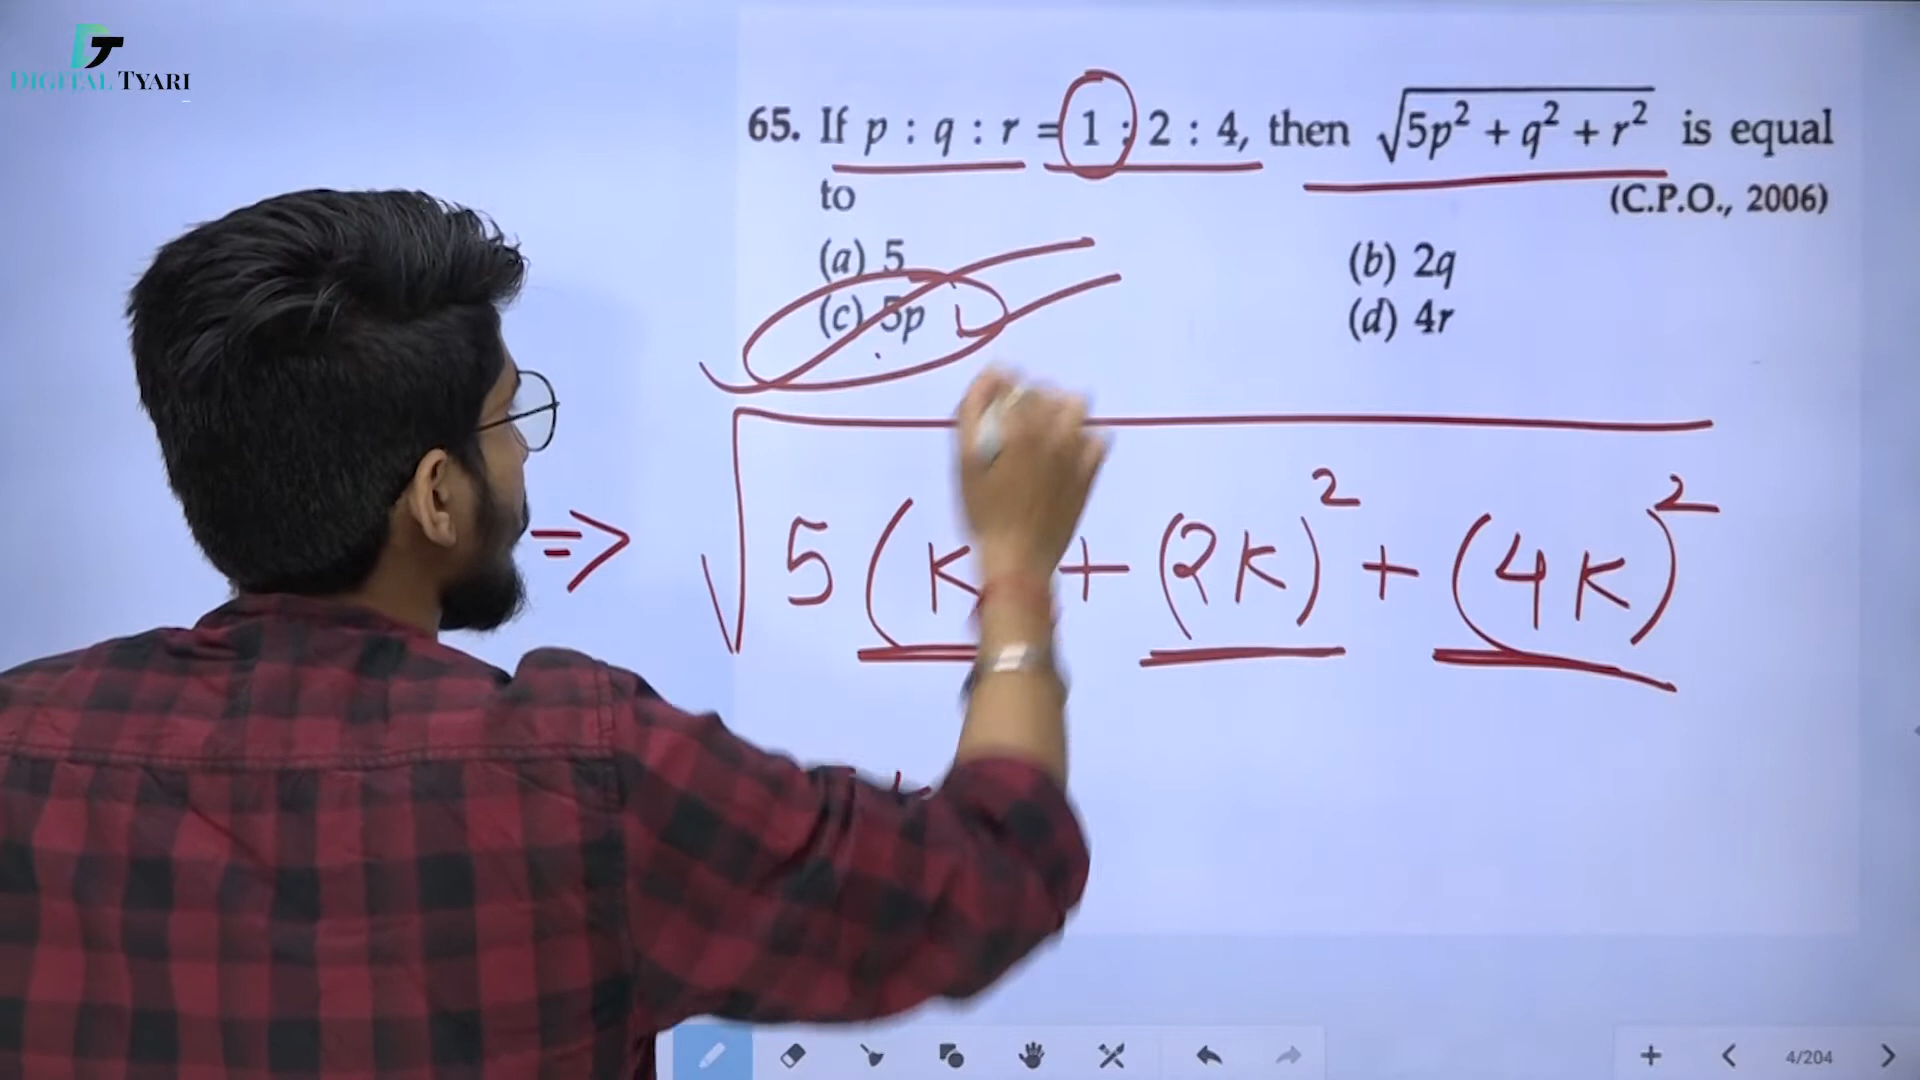 DIGITAL TYARI
65. If p : q : r = 1 : 2 : 4, then √5p² + q² + r² is equal
to (C.P.O., 2006)
(a) 5 (b) 2q
(c) 5p (d) 4r
⇒ √5(K + (2K)² + (4K)²
4/204